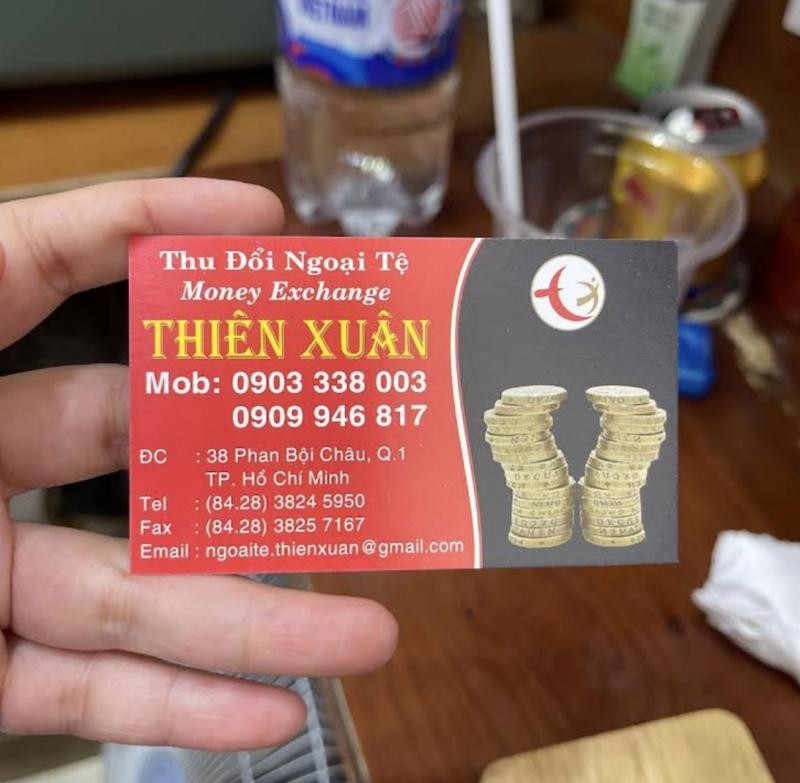 VIETNAM
Thu Đổi Ngoại Tệ
Money Exchange
THIÊN XUÂN
Mob: 0903 338 003
0909 946 817
ĐC : 38 Phan Bội Châu, Q.1
TP. Hồ Chí Minh
Tel : (84.28) 3824 5950
Fax : (84.28) 3825 7167
Email : ngoaite.thienxuan@gmail.com